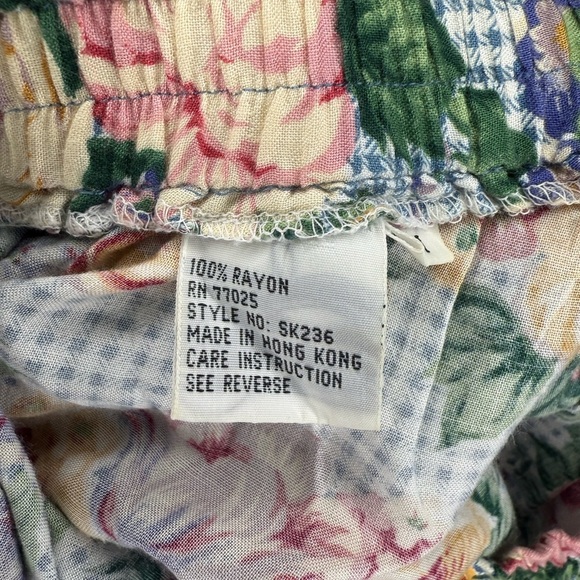 100% RAYON
RN 77025
STYLE NO: SK236
MADE IN HONG KONG
CARE INSTRUCTION
SEE REVERSE